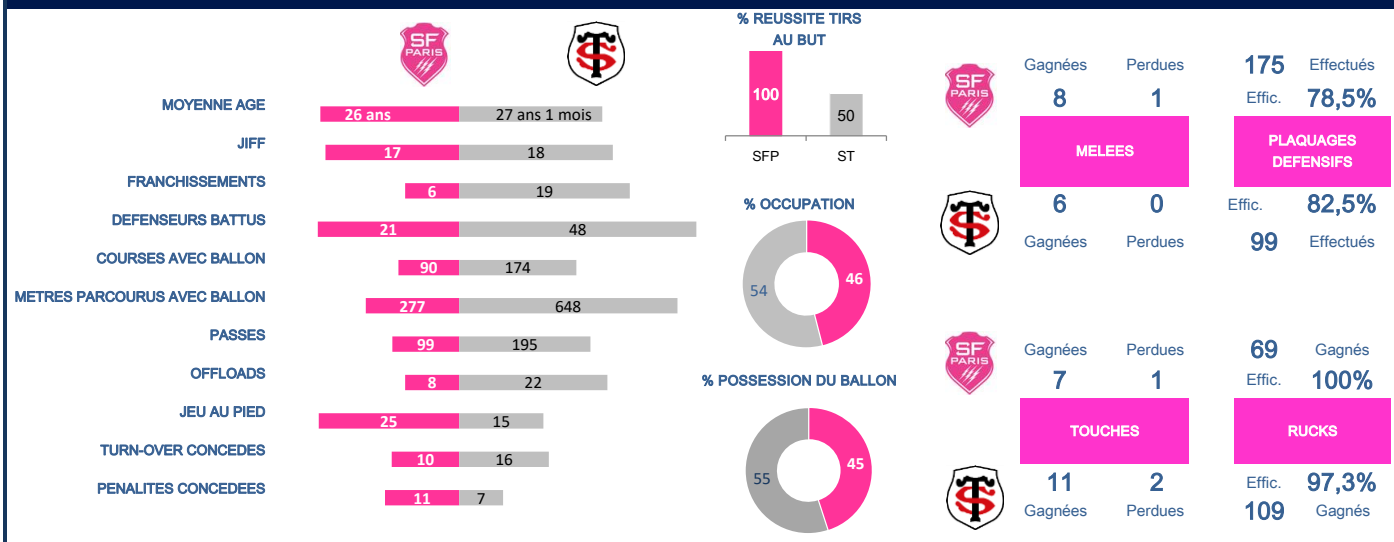 SF
PARIS
MOYENNE AGE 26 ans 27 ans 1 mois
JIFF 17 18
FRANCHISSEMENTS 6 19
DEFENSEURS BATTUS 21 48
COURSES AVEC BALLON 90 174
METRES PARCOURUS AVEC BALLON 277 648
PASSES 99 195
OFFLOADS 8 22
JEU AU PIED 25 15
TURN-OVER CONCEDES 10 16
PENALITES CONCEDEES 11 7
% REUSSITE TIRS
AU BUT
100
50
SFP ST
% OCCUPATION
54 46
% POSSESSION DU BALLON
55 45
SF
PARIS
Gagnées Perdues 175 Effectués
8 1 Effic. 78,5%
MELEES
PLAQUAGES
DEFENSIFS
6 0 Effic. 82,5%
Gagnées Perdues 99 Effectués
SF
PARIS
Gagnées Perdues 69 Gagnés
7 1 Effic. 100%
TOUCHES RUCKS
11 2 Effic. 97,3%
Gagnées Perdues 109 Gagnés